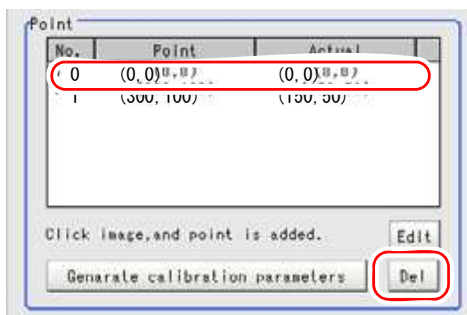 Point
No. Point Actual
0 (0, 0) (0, 0)
1 (300, 100) (150, 50)
Click image,and point is added. Edit
Genarate calibration parameters Del